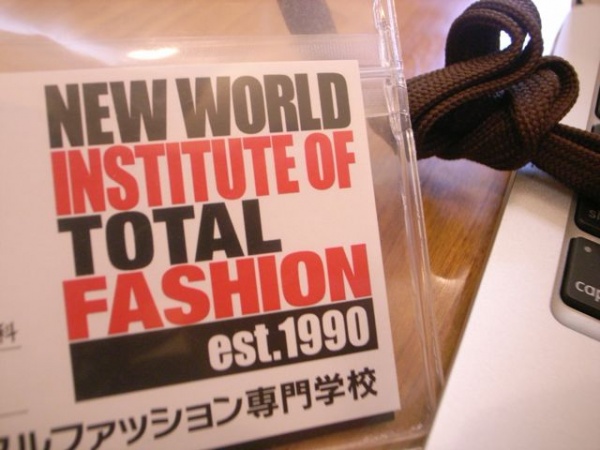 NEW WORLD
INSTITUTE OF
TOTAL
FASHION
est.1990
科
ルファッション専門学校